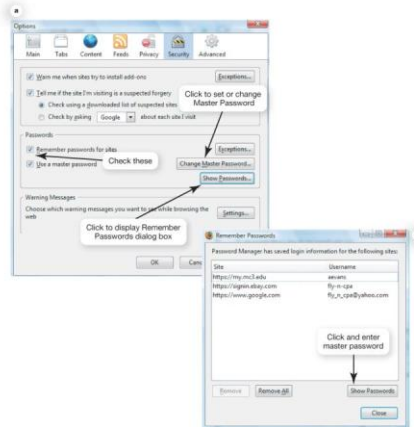 a
Options
Main Tabs Content Feeds Privacy Security Advanced
Warn me when sites try to install add-ons Exceptions...
Tell me if the site I'm visiting is a suspected forgery
Click to set or change
Master Password
Check using a downloaded list of suspected sites
Check by asking Google about each site I visit
Passwords
Remember passwords for sites Exceptions...
Check these
Use a master password Change Master Password...
Show Passwords...
Warning Messages
Choose which warning messages you want to see while browsing the
web
Settings...
Click to display Remember
Passwords dialog box
OK Canc
Remember Passwords
Password Manager has saved login information for the following sites:
Site Username
https://my.mc3.edu aevans
https://signin.ebay.com fly-n-cpa
https://www.google.com fly_n_cpa@yahoo.com
Click and enter
master password
Remove Remove All Show Passwords
Close